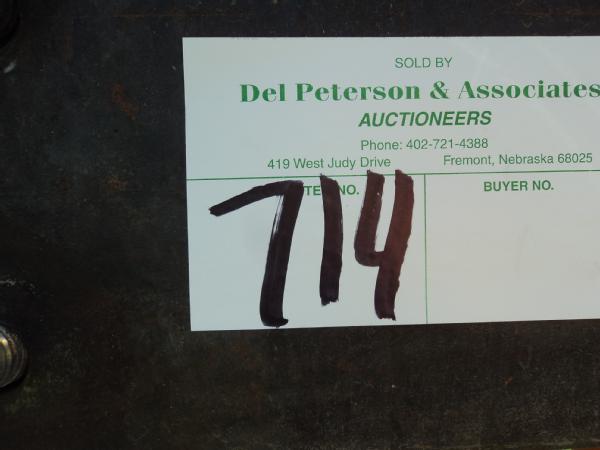 SOLD BY
Del Peterson & Associates
AUCTIONEERS
Phone: 402-721-4388
419 West Judy Drive Fremont, Nebraska 68025
NO. BUYER NO.
714